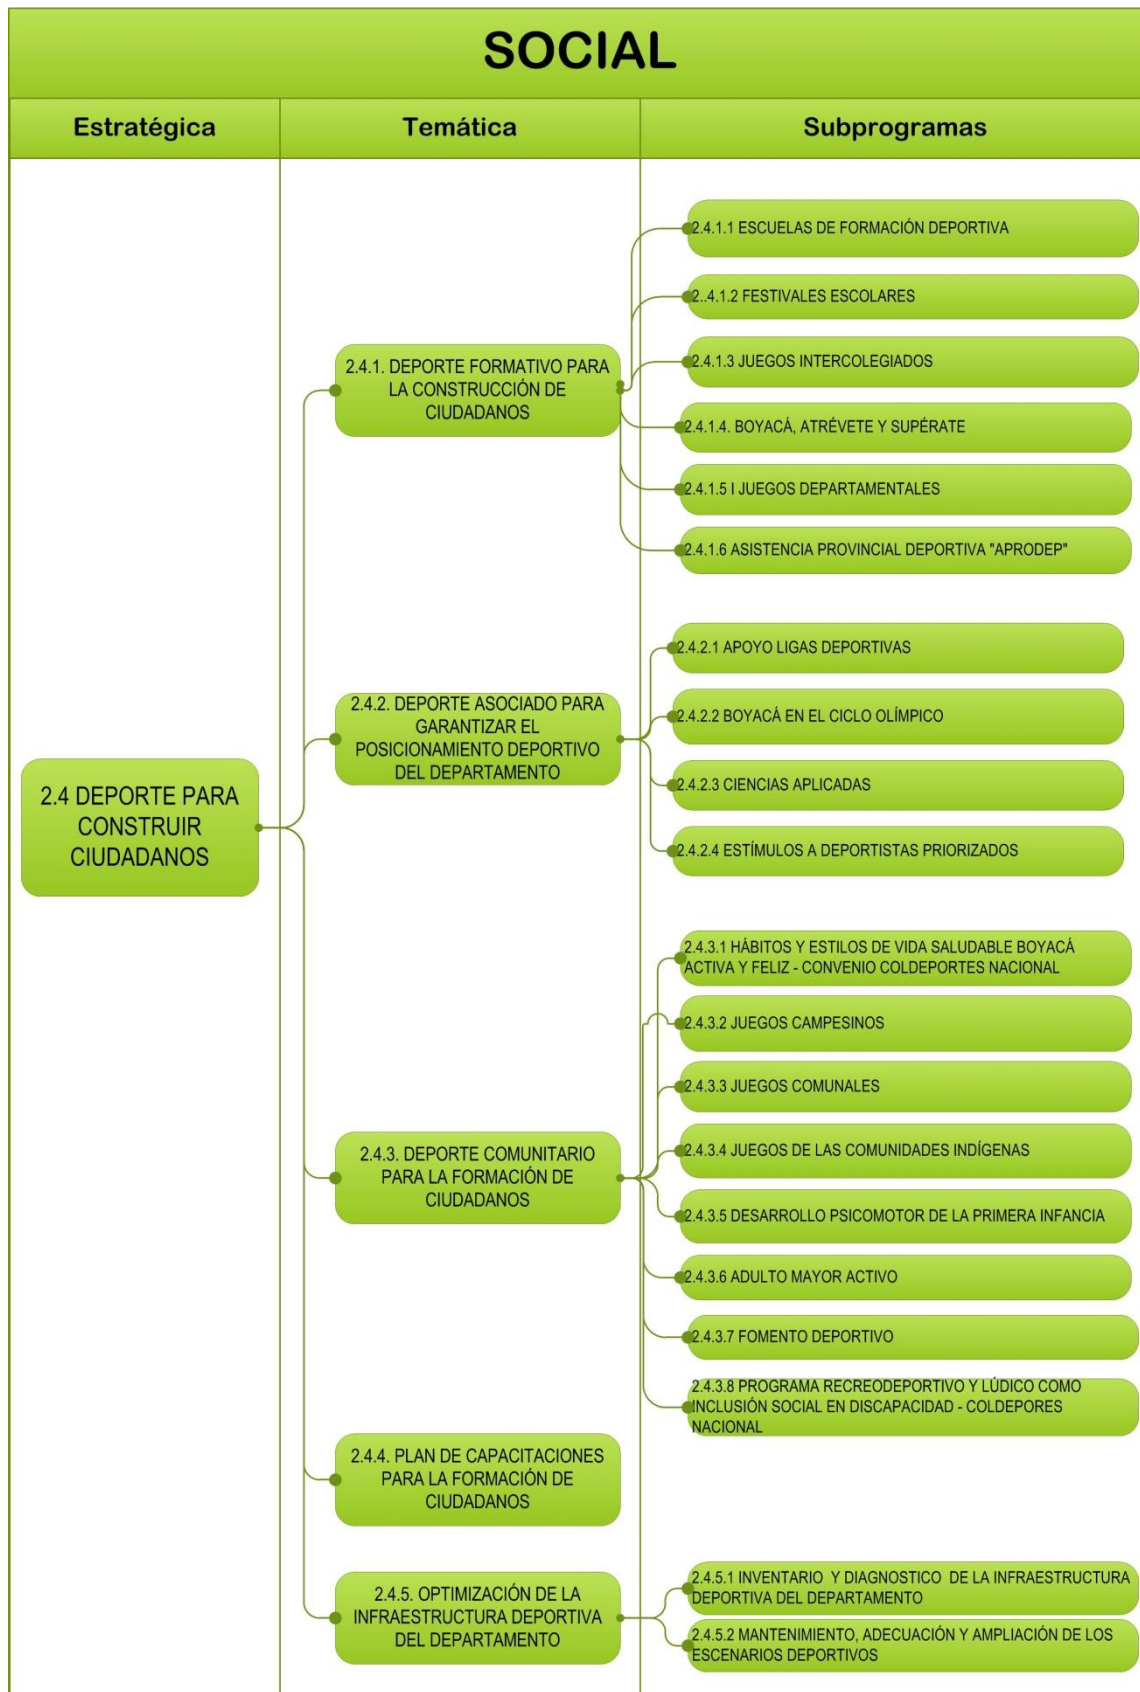 SOCIAL
Estratégica
Temática
Subprogramas
2.4 DEPORTE PARA
CONSTRUIR
CIUDADANOS
2.4.1. DEPORTE FORMATIVO PARA
LA CONSTRUCCIÓN DE
CIUDADANOS
2.4.1.1 ESCUELAS DE FORMACIÓN DEPORTIVA
2..4.1.2 FESTIVALES ESCOLARES
2.4.1.3 JUEGOS INTERCOLEGIADOS
2.4.1.4. BOYACÁ, ATRÉVETE Y SUPÉRATE
2.4.1.5 I JUEGOS DEPARTAMENTALES
2.4.1.6 ASISTENCIA PROVINCIAL DEPORTIVA "APRODEP"
2.4.2. DEPORTE ASOCIADO PARA
GARANTIZAR EL
POSICIONAMIENTO DEPORTIVO
DEL DEPARTAMENTO
2.4.2.1 APOYO LIGAS DEPORTIVAS
2.4.2.2 BOYACÁ EN EL CICLO OLÍMPICO
2.4.2.3 CIENCIAS APLICADAS
2.4.2.4 ESTÍMULOS A DEPORTISTAS PRIORIZADOS
2.4.3. DEPORTE COMUNITARIO
PARA LA FORMACIÓN DE
CIUDADANOS
2.4.3.1 HÁBITOS Y ESTILOS DE VIDA SALUDABLE BOYACÁ
ACTIVA Y FELIZ - CONVENIO COLDEPORTES NACIONAL
2.4.3.2 JUEGOS CAMPESINOS
2.4.3.3 JUEGOS COMUNALES
2.4.3.4 JUEGOS DE LAS COMUNIDADES INDÍGENAS
2.4.3.5 DESARROLLO PSICOMOTOR DE LA PRIMERA INFANCIA
2.4.3.6 ADULTO MAYOR ACTIVO
2.4.3.7 FOMENTO DEPORTIVO
2.4.3.8 PROGRAMA RECREODEPORTIVO Y LÚDICO COMO
INCLUSIÓN SOCIAL EN DISCAPACIDAD - COLDEPORES
NACIONAL
2.4.4. PLAN DE CAPACITACIONES
PARA LA FORMACIÓN DE
CIUDADANOS
2.4.5. OPTIMIZACIÓN DE LA
INFRAESTRUCTURA DEPORTIVA
DEL DEPARTAMENTO
2.4.5.1 INVENTARIO Y DIAGNOSTICO DE LA INFRAESTRUCTURA
DEPORTIVA DEL DEPARTAMENTO
2.4.5.2 MANTENIMIENTO, ADECUACIÓN Y AMPLIACIÓN DE LOS
ESCENARIOS DEPORTIVOS